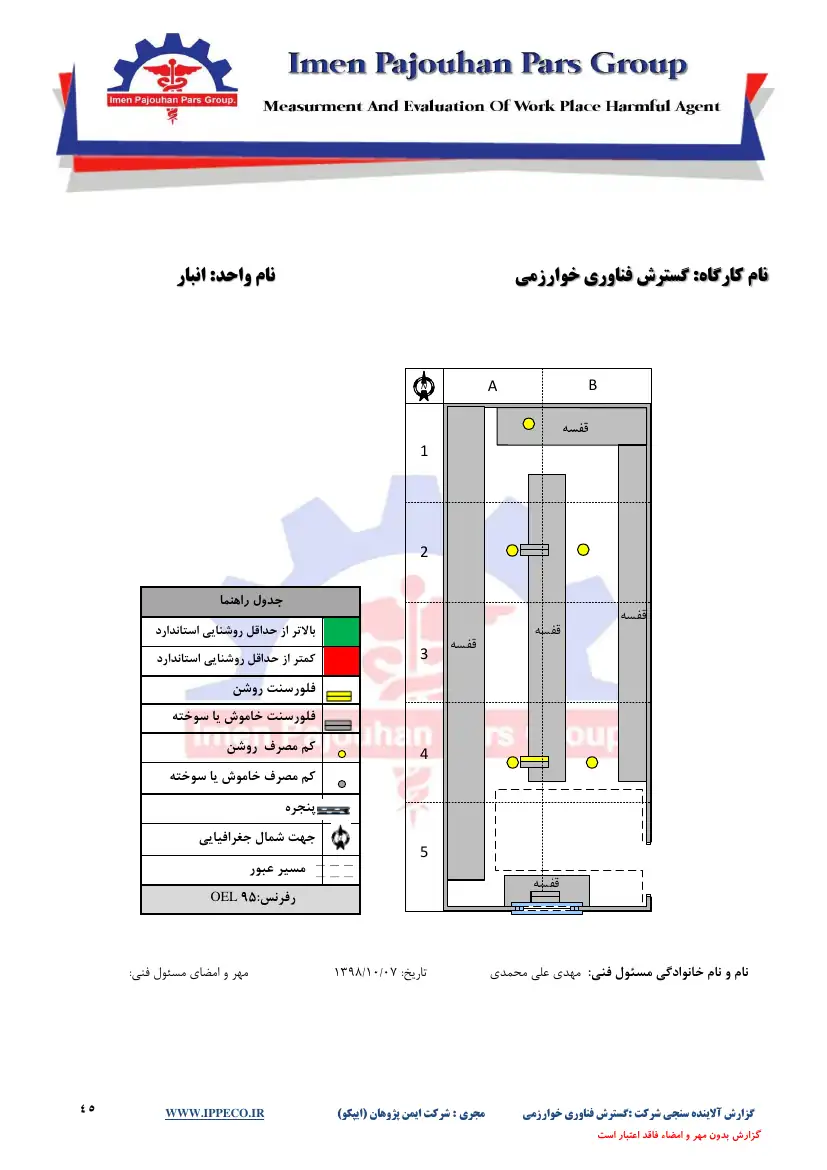 Imen Pajouhan Pars Group
Imen Pajouhan Pars Group.
Measurment And Evaluation Of Work Place Harmful Agent
نام کارگاه: گسترش فناوری خوارزمی
نام واحد: انبار
N
A
B
1
2
3
4
5
قفسه
قفسه
قفسه
قفسه
قفسه
جدول راهنما
بالاتر از حداقل روشنایی استاندارد
کمتر از حداقل روشنایی استاندارد
فلورسنت روشن
فلورسنت خاموش یا سوخته
کم مصرف روشن
کم مصرف خاموش یا سوخته
پنجره
جهت شمال جغرافیایی
مسیر عبور
رفرنس:OEL ۹۵
Imen Pajouhan Pars Group.
نام و نام خانوادگی مسئول فنی: مهدی علی محمدی
تاریخ: ۱۳۹۸/۱۰/۰۷
مهر و امضای مسئول فنی:
گزارش آلاینده سنجی شرکت :گسترش فناوری خوارزمی
مجری : شرکت ایمن پژوهان (ایپکو)
WWW.IPPECO.IR
٤٥
گزارش بدون مهر و امضاء فاقد اعتبار است